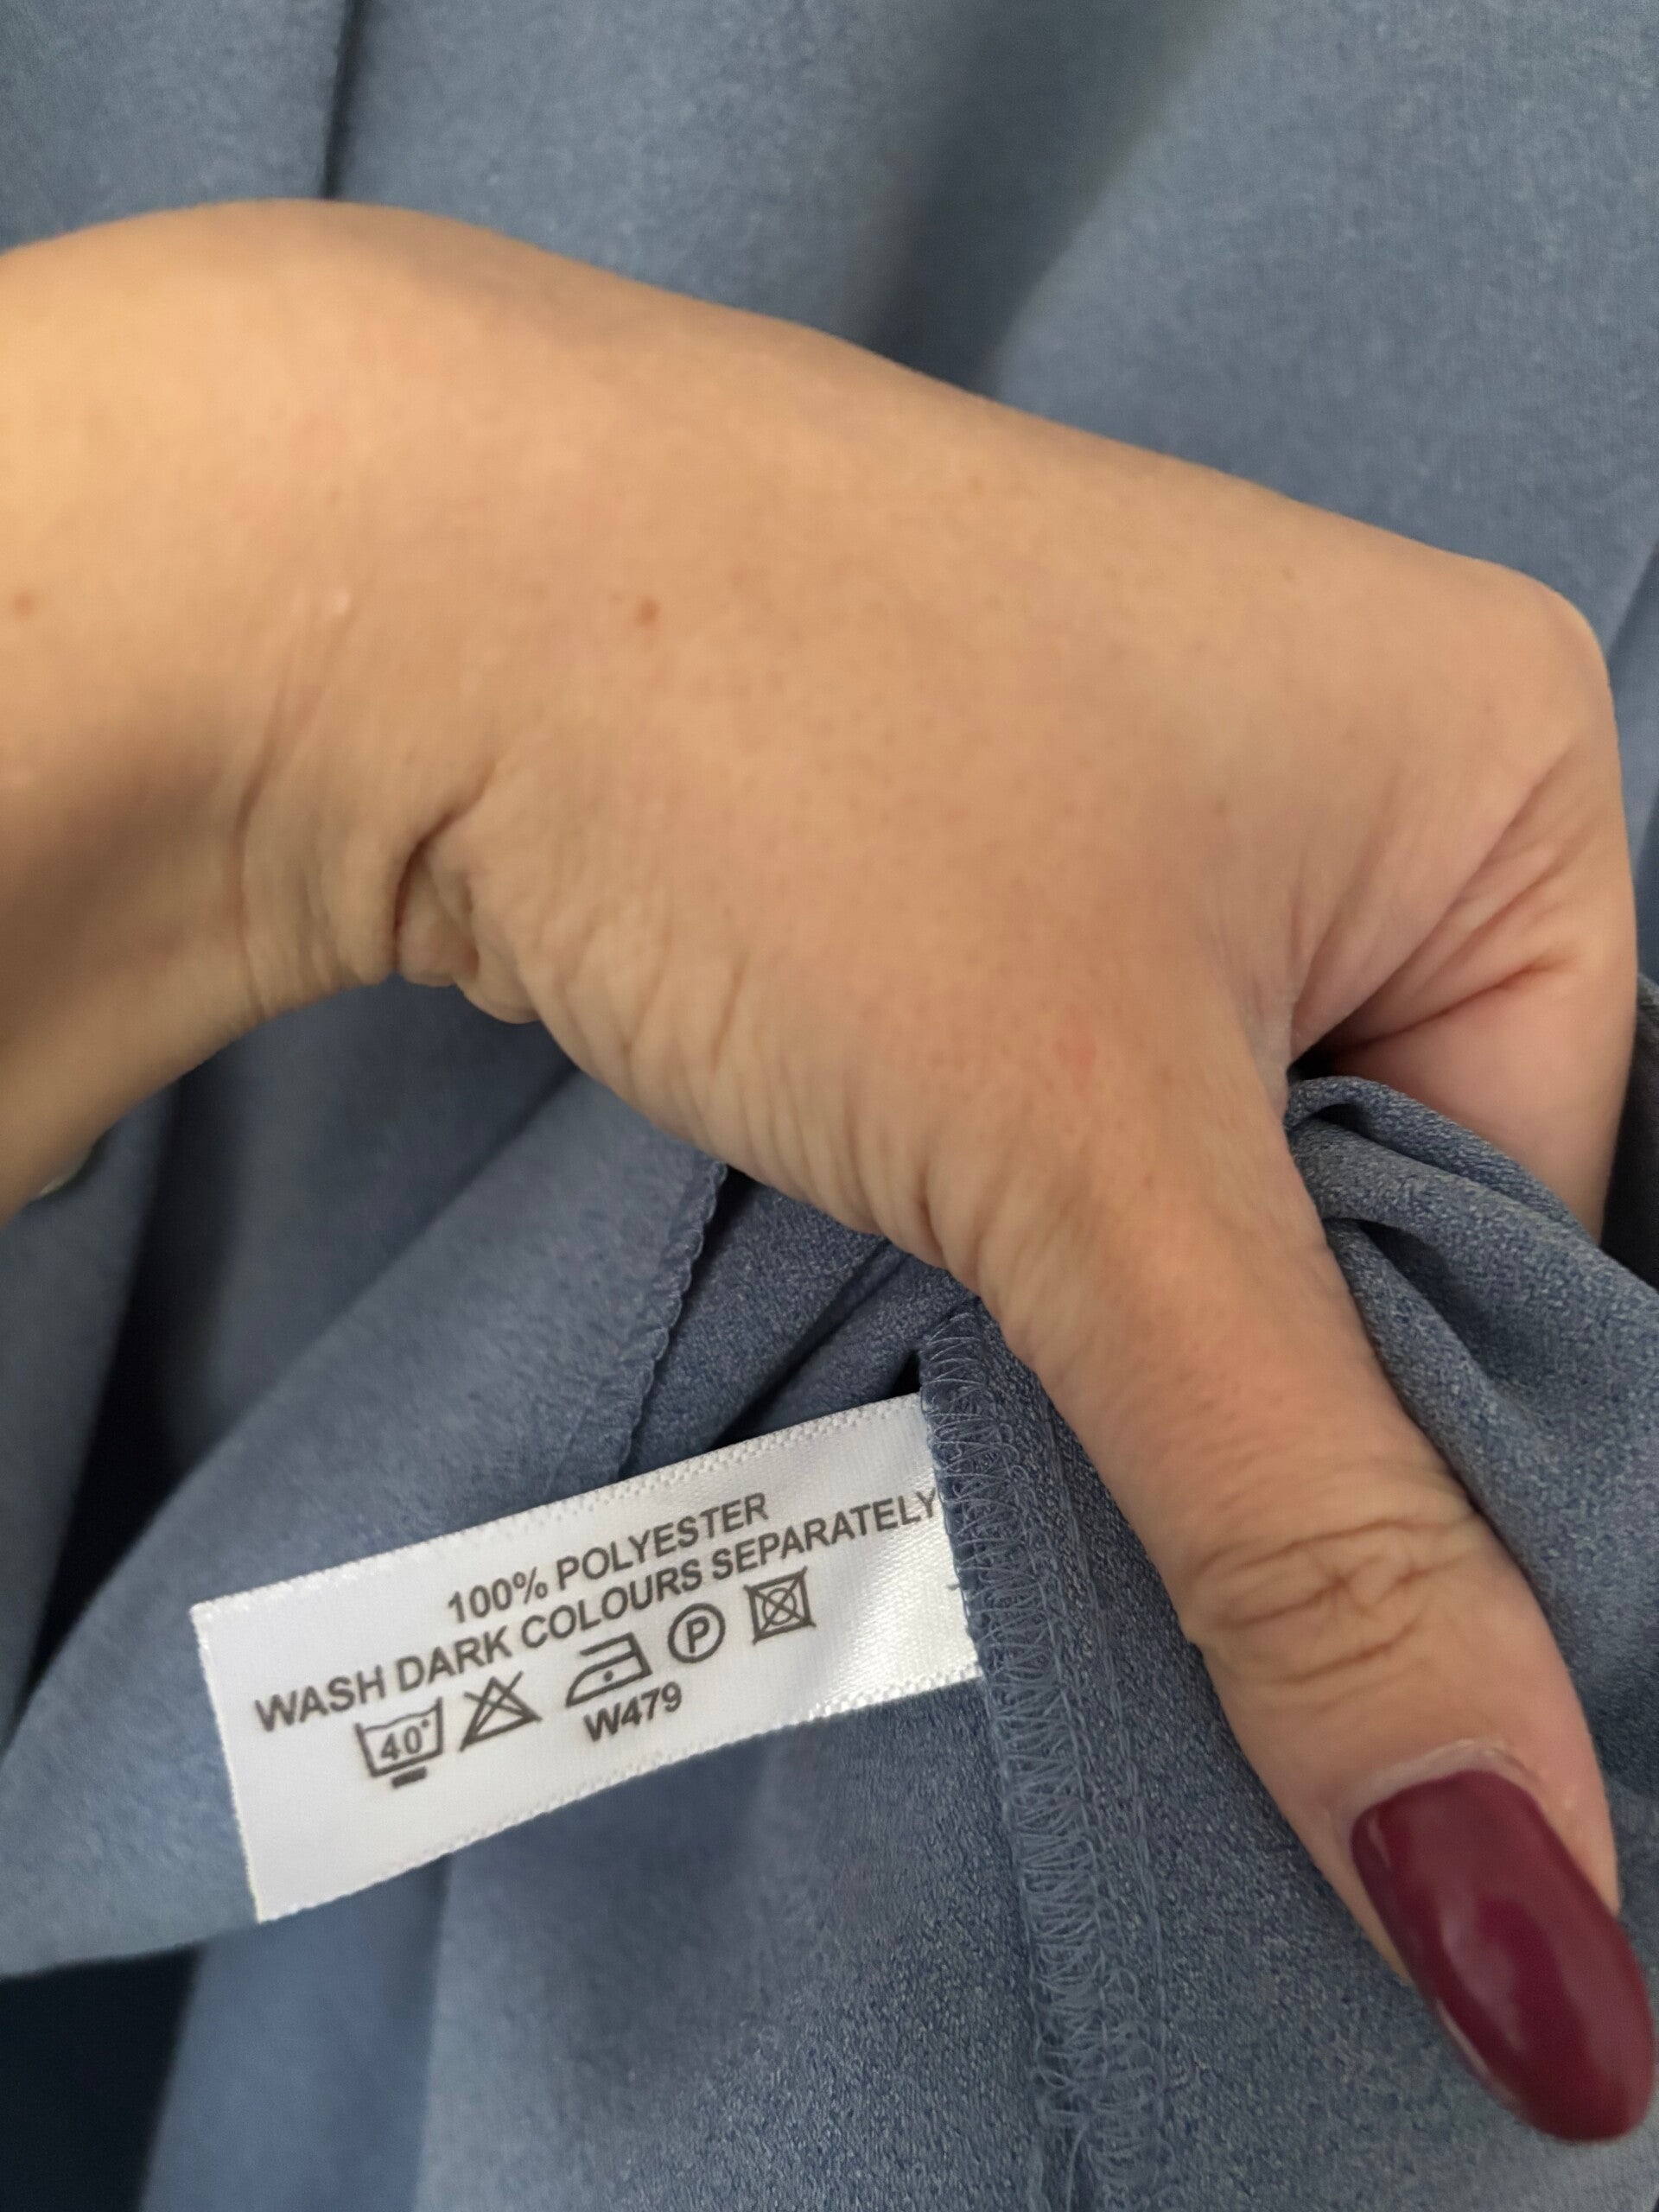 100% POLYESTER
WASH DARK COLOURS SEPARATELY
40° P
W479